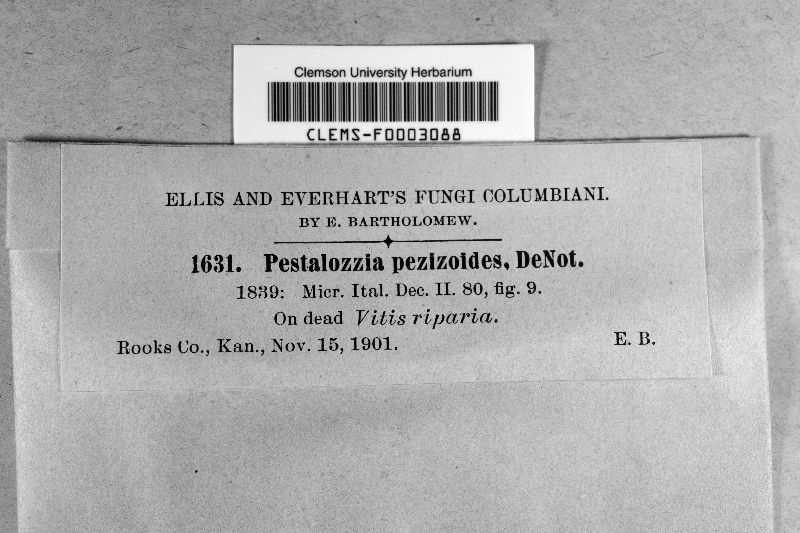 Clemson University Herbarium
CLEMS-F0003088
ELLIS AND EVERHART'S FUNGI COLUMBIANI.
BY E. BARTHOLOMEW.
1631. Pestalozzia pezizoides, DeNot.
1839: Micr. Ital. Dec. II. 80, fig. 9.
On dead Vitis riparia.
Rooks Co., Kan., Nov. 15, 1901. E. B.